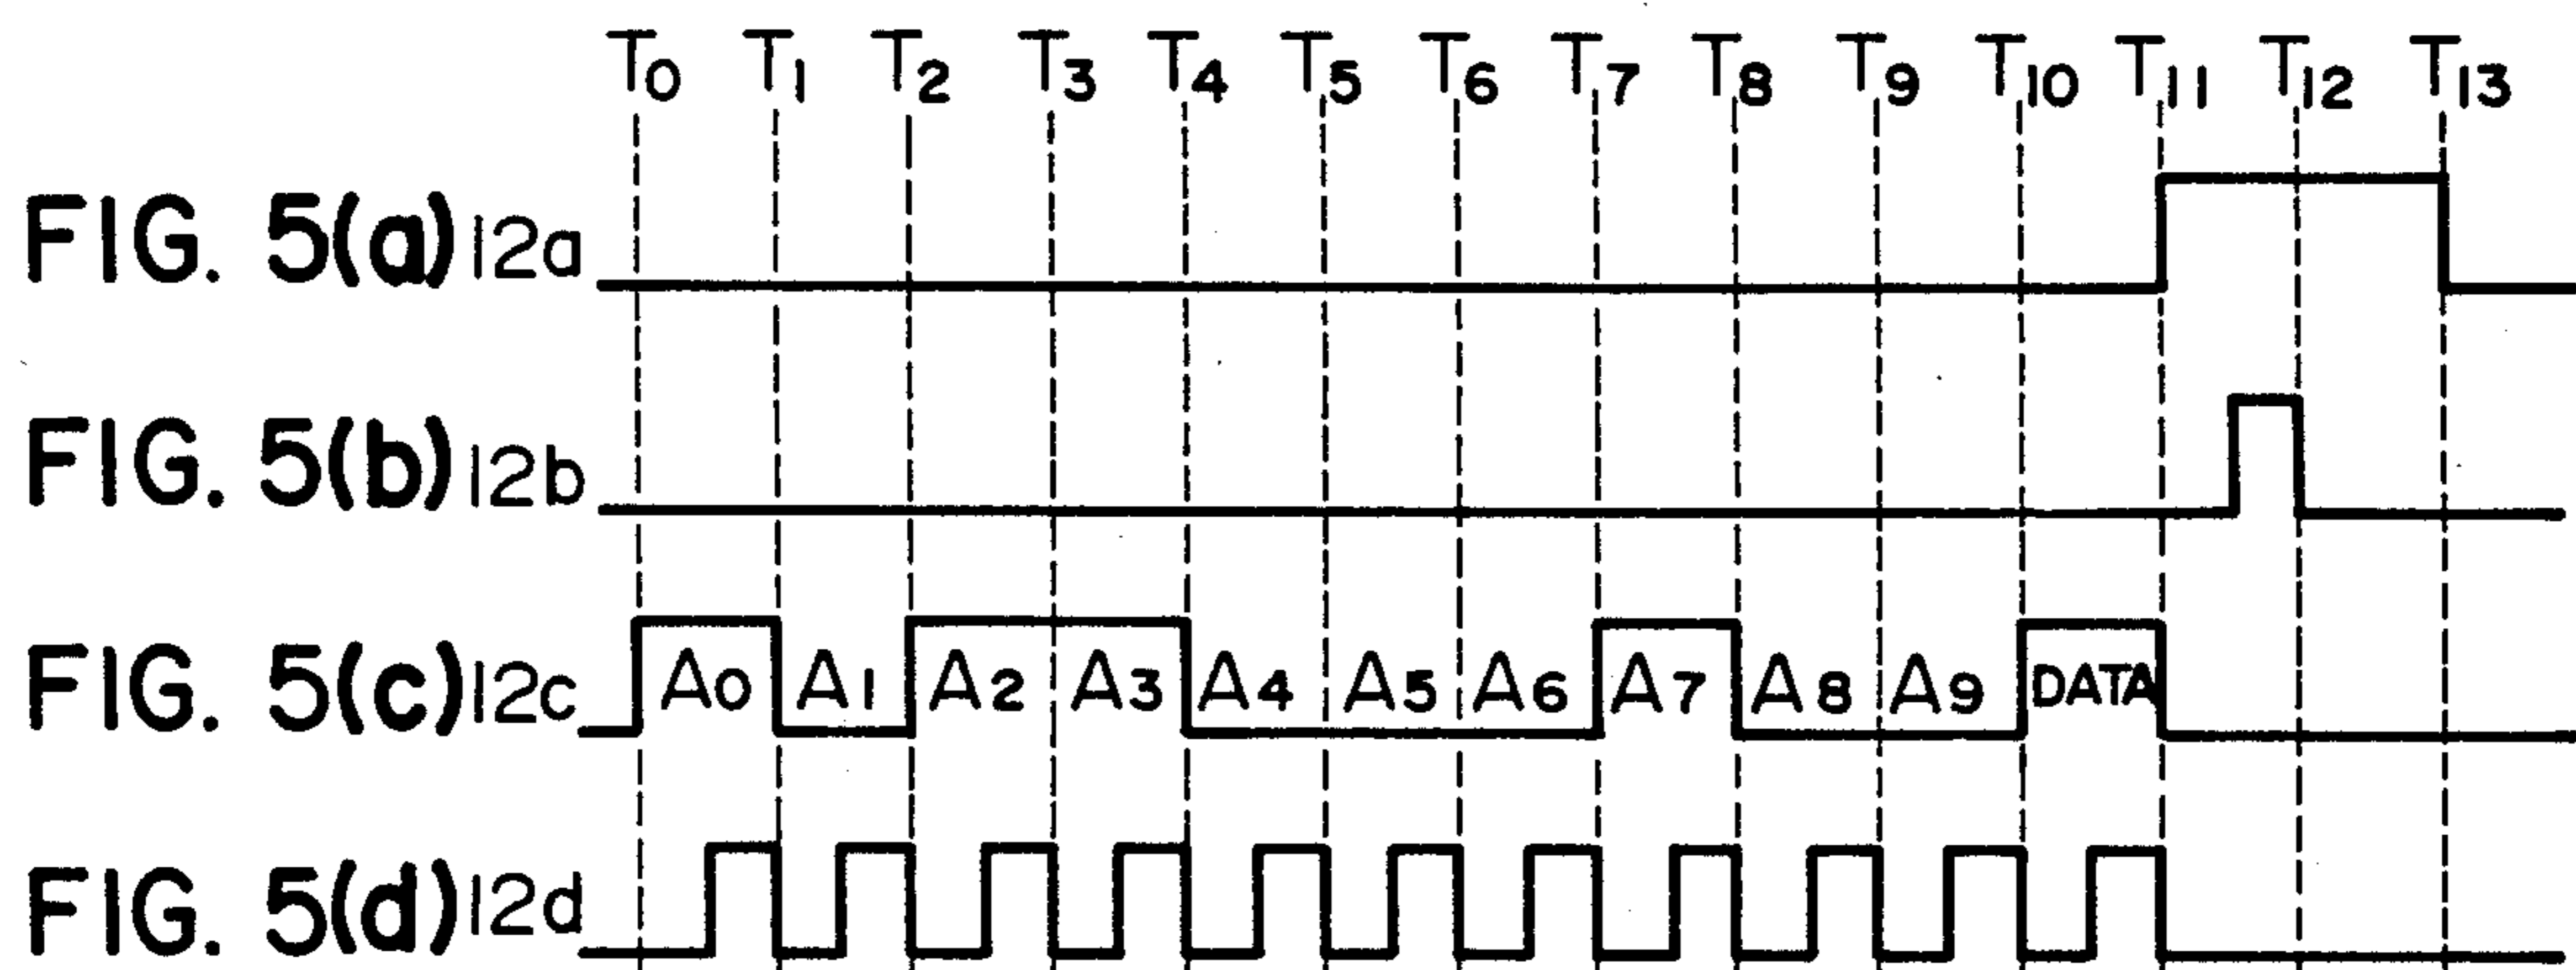 T0 T1 T2 T3 T4 T5 T6 T7 T8 T9 T10 T11 T12 T13
FIG. 5(a) 12a
FIG. 5(b) 12b
FIG. 5(c) 12c A0 A1 A2 A3 A4 A5 A6 A7 A8 A9 DATA
FIG. 5(d) 12d